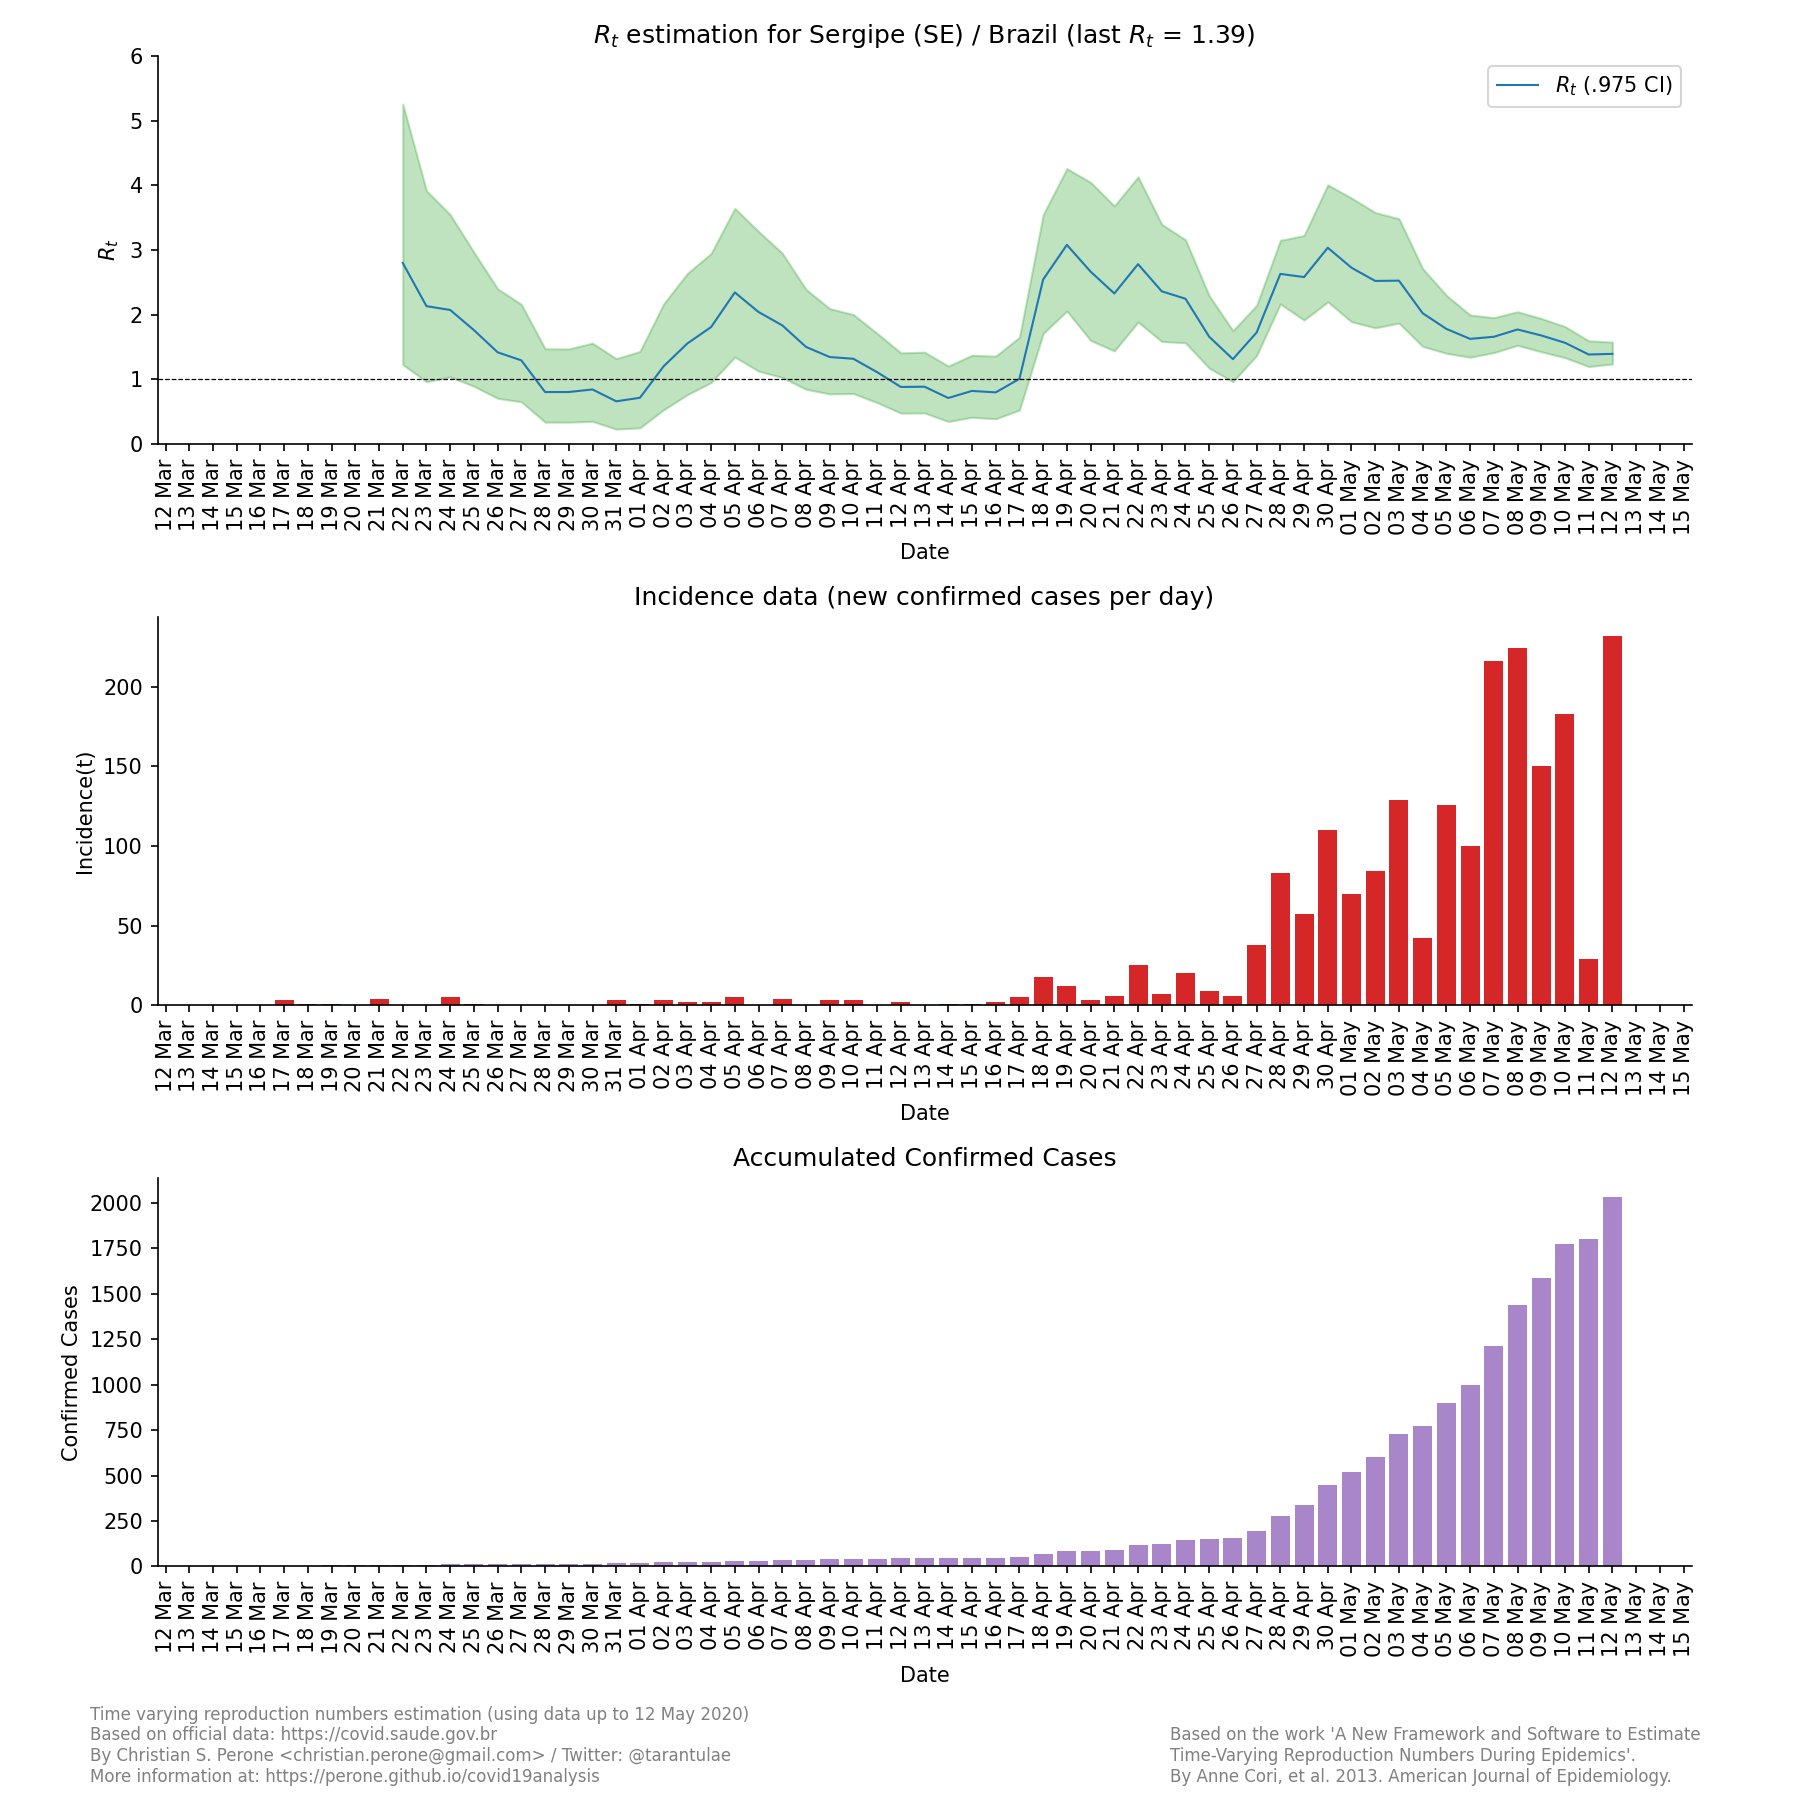 R_t estimation for Sergipe (SE) / Brazil (last R_t = 1.39)
R_t (.975 CI)
R_t
6
5
4
3
2
1
0
12 Mar 13 Mar 14 Mar 15 Mar 16 Mar 17 Mar 18 Mar 19 Mar 20 Mar 21 Mar 22 Mar 23 Mar 24 Mar 25 Mar 26 Mar 27 Mar 28 Mar 29 Mar 30 Mar 31 Mar 01 Apr 02 Apr 03 Apr 04 Apr 05 Apr 06 Apr 07 Apr 08 Apr 09 Apr 10 Apr 11 Apr 12 Apr 13 Apr 14 Apr 15 Apr 16 Apr 17 Apr 18 Apr 19 Apr 20 Apr 21 Apr 22 Apr 23 Apr 24 Apr 25 Apr 26 Apr 27 Apr 28 Apr 29 Apr 30 Apr 01 May 02 May 03 May 04 May 05 May 06 May 07 May 08 May 09 May 10 May 11 May 12 May 13 May 14 May 15 May
Date
Incidence data (new confirmed cases per day)
Incidence(t)
200
150
100
50
0
12 Mar 13 Mar 14 Mar 15 Mar 16 Mar 17 Mar 18 Mar 19 Mar 20 Mar 21 Mar 22 Mar 23 Mar 24 Mar 25 Mar 26 Mar 27 Mar 28 Mar 29 Mar 30 Mar 31 Mar 01 Apr 02 Apr 03 Apr 04 Apr 05 Apr 06 Apr 07 Apr 08 Apr 09 Apr 10 Apr 11 Apr 12 Apr 13 Apr 14 Apr 15 Apr 16 Apr 17 Apr 18 Apr 19 Apr 20 Apr 21 Apr 22 Apr 23 Apr 24 Apr 25 Apr 26 Apr 27 Apr 28 Apr 29 Apr 30 Apr 01 May 02 May 03 May 04 May 05 May 06 May 07 May 08 May 09 May 10 May 11 May 12 May 13 May 14 May 15 May
Date
Accumulated Confirmed Cases
Confirmed Cases
2000
1750
1500
1250
1000
750
500
250
0
12 Mar 13 Mar 14 Mar 15 Mar 16 Mar 17 Mar 18 Mar 19 Mar 20 Mar 21 Mar 22 Mar 23 Mar 24 Mar 25 Mar 26 Mar 27 Mar 28 Mar 29 Mar 30 Mar 31 Mar 01 Apr 02 Apr 03 Apr 04 Apr 05 Apr 06 Apr 07 Apr 08 Apr 09 Apr 10 Apr 11 Apr 12 Apr 13 Apr 14 Apr 15 Apr 16 Apr 17 Apr 18 Apr 19 Apr 20 Apr 21 Apr 22 Apr 23 Apr 24 Apr 25 Apr 26 Apr 27 Apr 28 Apr 29 Apr 30 Apr 01 May 02 May 03 May 04 May 05 May 06 May 07 May 08 May 09 May 10 May 11 May 12 May 13 May 14 May 15 May
Date
Time varying reproduction numbers estimation (using data up to 12 May 2020)
Based on official data: https://covid.saude.gov.br
By Christian S. Perone <christian.perone@gmail.com> / Twitter: @tarantulae
More information at: https://perone.github.io/covid19analysis
Based on the work 'A New Framework and Software to Estimate
Time-Varying Reproduction Numbers During Epidemics'.
By Anne Cori, et al. 2013. American Journal of Epidemiology.